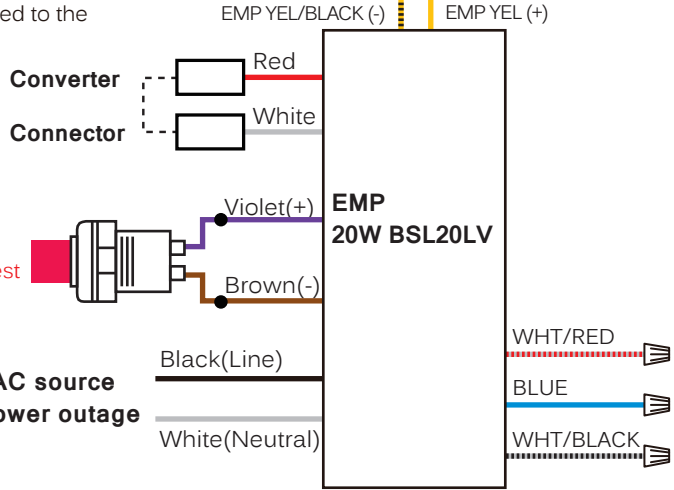 ed to the
EMP YEL/BLACK (-)
EMP YEL (+)
Converter
Red
Connector
White
Violet(+)
EMP
20W BSL20LV
est
Brown(-)
WHT/RED
Black(Line)
AC source
BLUE
ower outage
White(Neutral)
WHT/BLACK